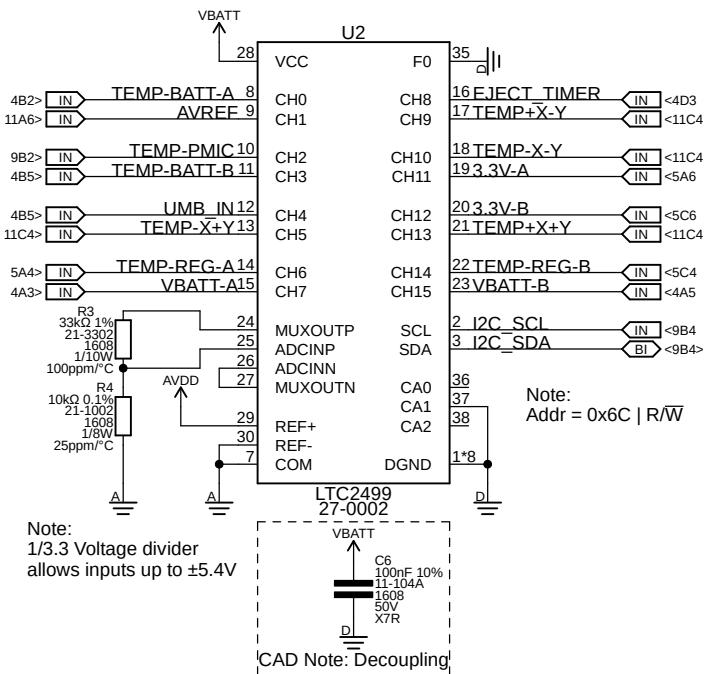 VBATT
U2
28 VCC F0 35 D
4B2> IN TEMP-BATT-A 8 CH0 CH8 16 EJECT_TIMER IN <4D3
11A6> IN AVREF 9 CH1 CH9 17 TEMP+X-Y IN <11C4
9B2> IN TEMP-PMIC 10 CH2 CH10 18 TEMP-X-Y IN <11C4
4B5> IN TEMP-BATT-B 11 CH3 CH11 19 3.3V-A IN <5A6
4B5> IN UMB_IN 12 CH4 CH12 20 3.3V-B IN <5C6
11C4> IN TEMP-X+Y 13 CH5 CH13 21 TEMP+X+Y IN <11C4
5A4> IN TEMP-REG-A 14 CH6 CH14 22 TEMP-REG-B IN <5C4
4A3> IN VBATT-A 15 CH7 CH15 23 VBATT-B IN <4A5
R3
33kΩ 1%
21-3302
1608
1/10W
100ppm/°C
24 MUXOUTP SCL 2 I2C_SCL IN <9B4
25 ADCINP SDA 3 I2C_SDA BI <9B4>
26 ADCINN CA0 36
27 MUXOUTN CA1 37
AVDD
R4
10kΩ 0.1%
21-1002
1608
1/8W
25ppm/°C
29 REF+ CA2 38
30 REF-
7 COM DGND 1*8
Note:
Addr = 0x6C | R/W̅
A
A
D
LTC2499
27-0002
Note:
1/3.3 Voltage divider
allows inputs up to ±5.4V
VBATT
C6
100nF 10%
11-104A
1608
50V
X7R
D
CAD Note: Decoupling